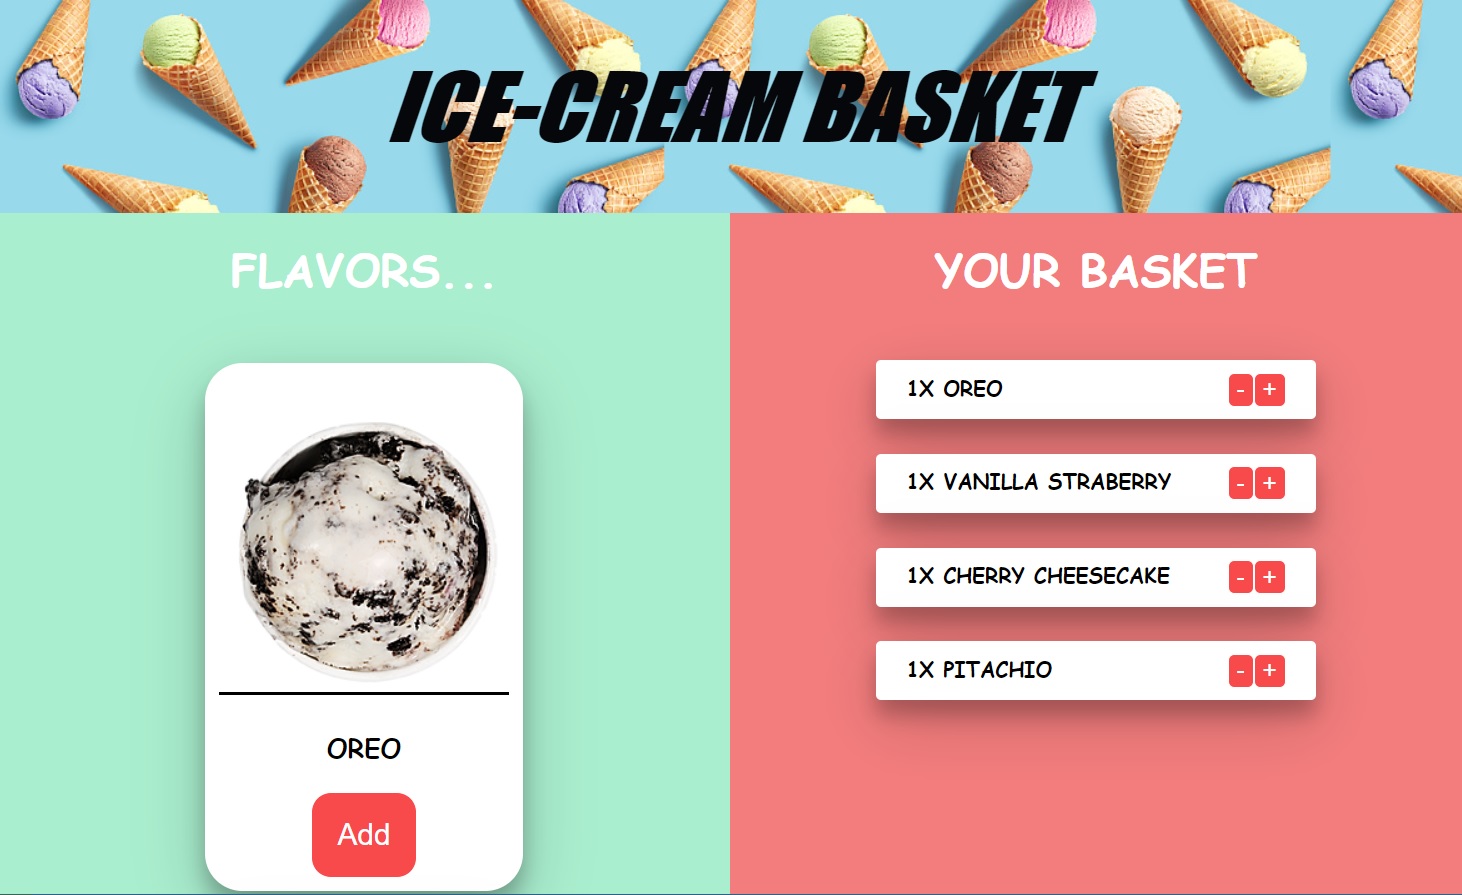 ICE-CREAM BASKET
FLAVORS...
OREO
Add
YOUR BASKET
1X OREO - +
1X VANILLA STRABERRY - +
1X CHERRY CHEESECAKE - +
1X PITACHIO - +